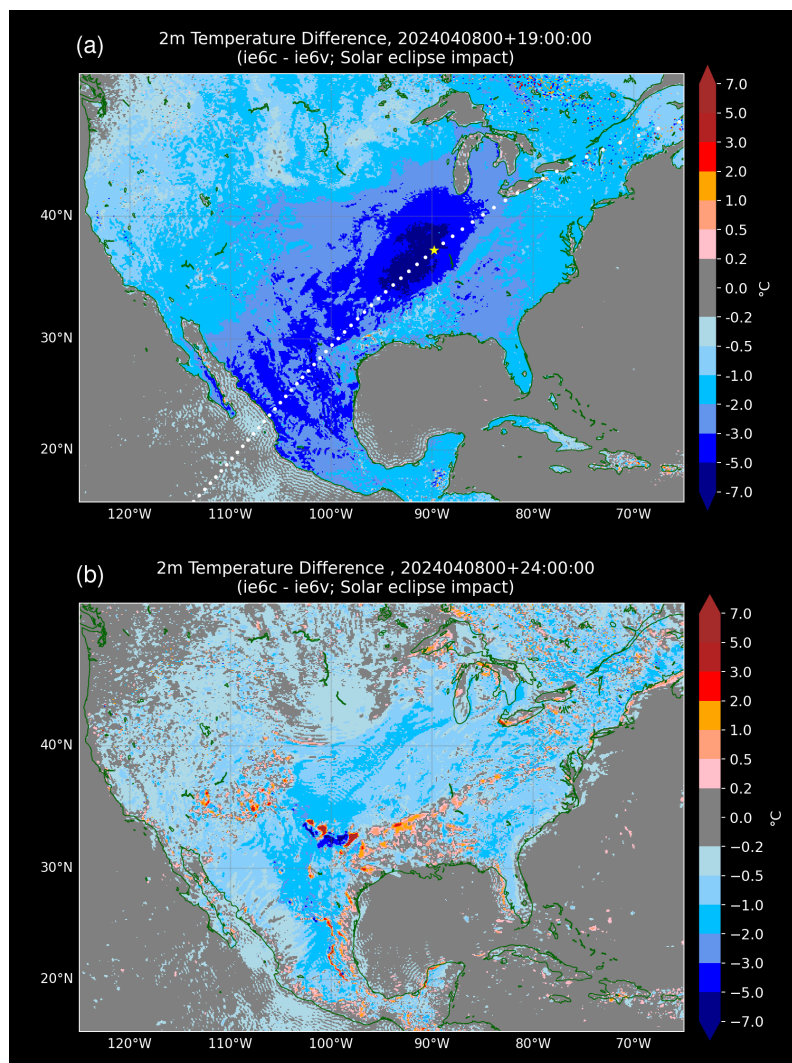 (a)
2m Temperature Difference, 2024040800+19:00:00
(ie6c - ie6v; Solar eclipse impact)
7.0
5.0
3.0
2.0
1.0
0.5
0.2
0.0
-0.2
-0.5
-1.0
-2.0
-3.0
-5.0
-7.0
°C
40°N
30°N
20°N
120°W 110°W 100°W 90°W 80°W 70°W
(b)
2m Temperature Difference , 2024040800+24:00:00
(ie6c - ie6v; Solar eclipse impact)
7.0
5.0
3.0
2.0
1.0
0.5
0.2
0.0
−0.2
−0.5
−1.0
−2.0
−3.0
−5.0
−7.0
°C
40°N
30°N
20°N
120°W 110°W 100°W 90°W 80°W 70°W